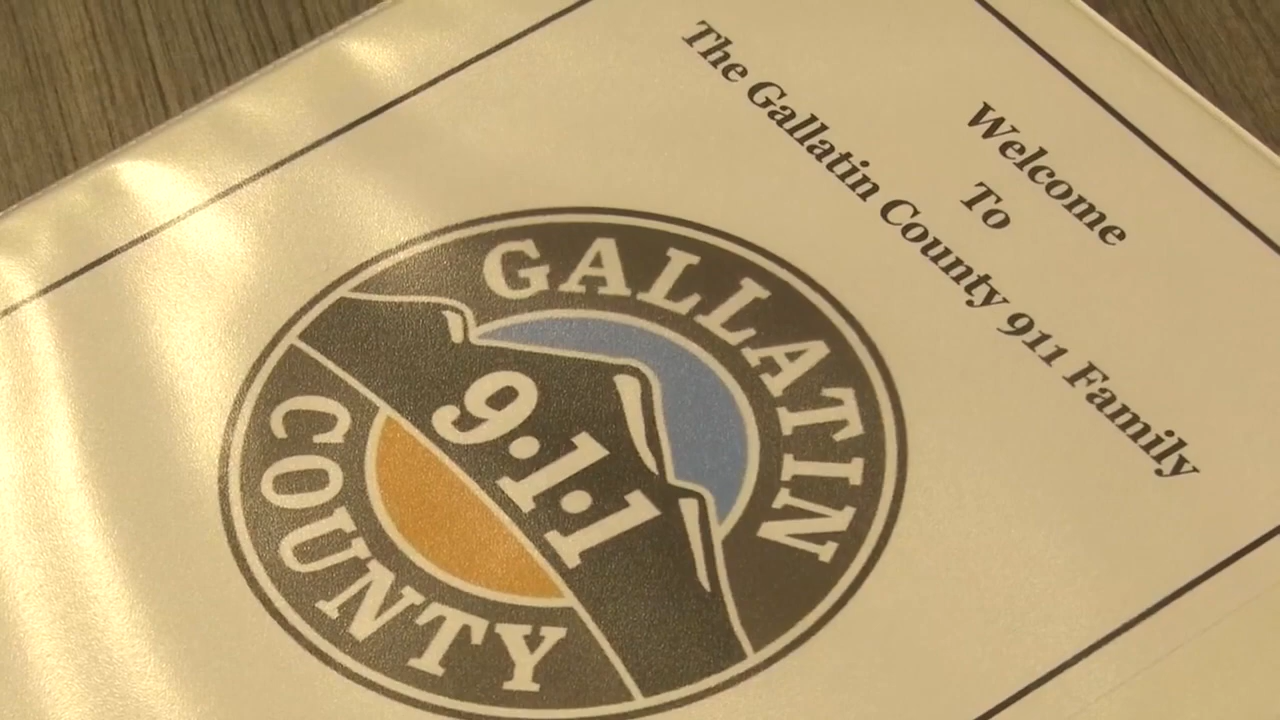 Welcome
To
The Gallatin County 911 Family
GALLATIN
9·1·1
COUNTY